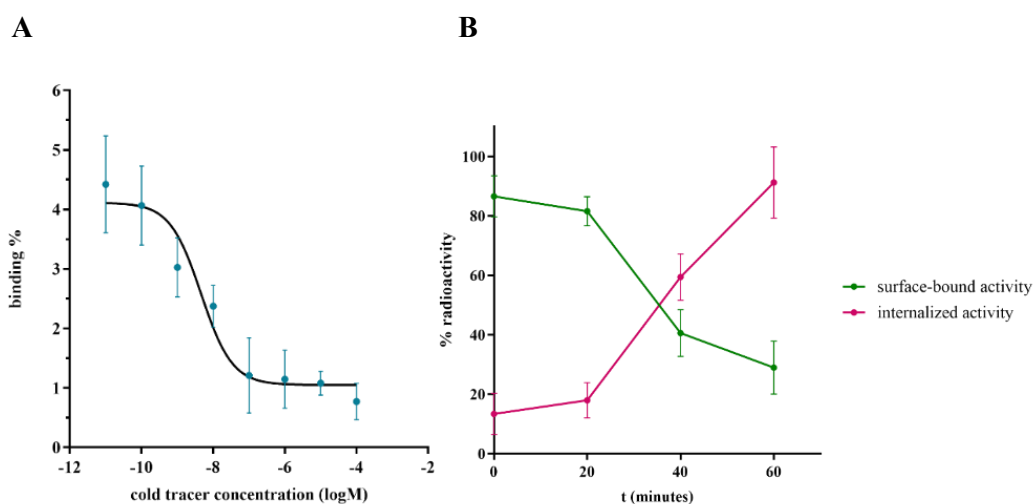 A
B
6
5
4
3
2
1
0
binding %
-12
-10
-8
-6
-4
-2
cold tracer concentration (logM)
100
80
60
40
20
0
% radioactivity
0
20
40
60
t (minutes)
surface-bound activity
internalized activity